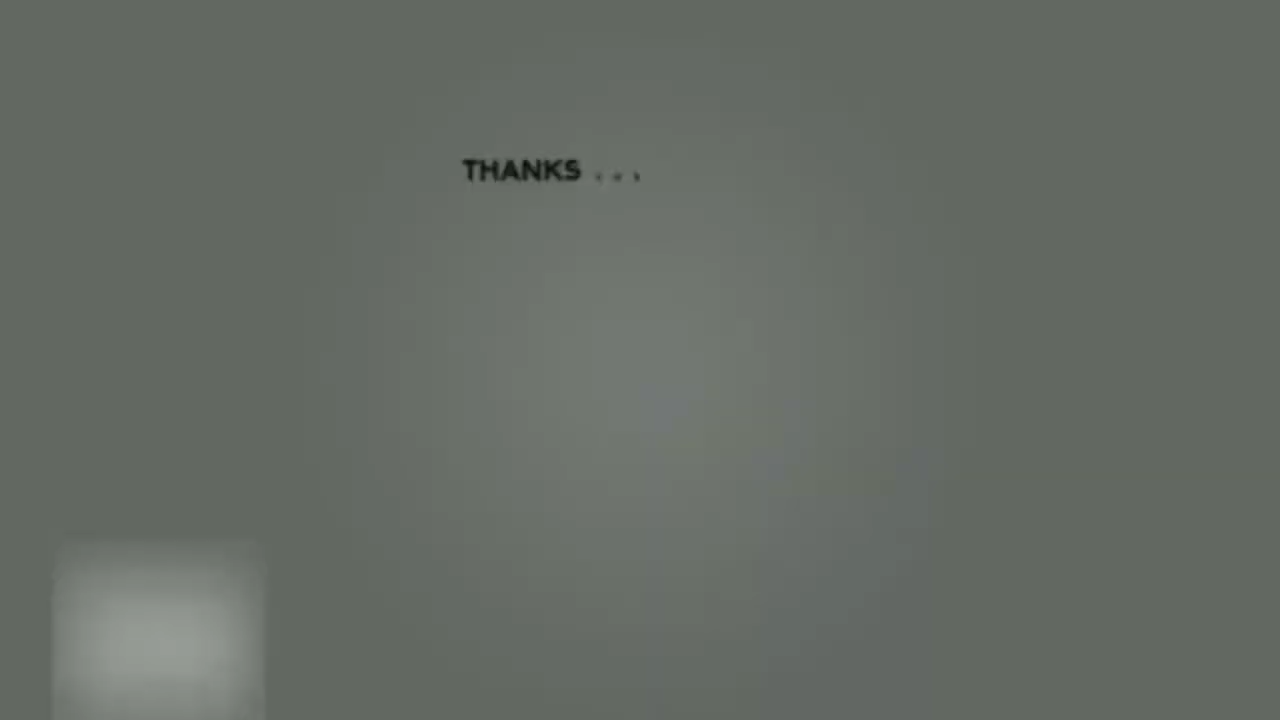 THANKS . . .